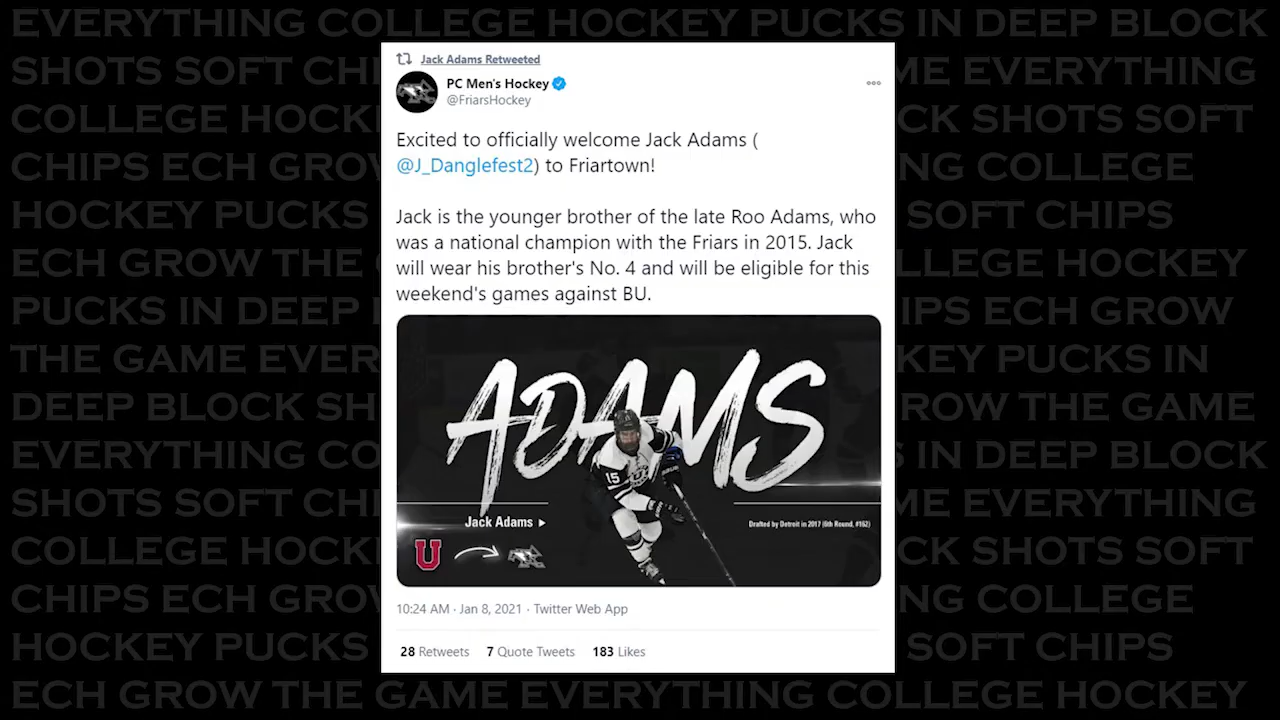 EVERYTHING COLLEGE HOCKEY PUCKS IN DEEP BLOCK
SHOTS SOFT CHI
COLLEGE HOCK
CHIPS ECH GRO
HOCKEY PUCKS
ECH GROW THE
PUCKS IN DEEP
THE GAME EVER
DEEP BLOCK SH
EVERYTHING CO
SHOTS SOFT CHI
COLLEGE HOCK
CHIPS ECH GRO
HOCKEY PUCKS
Jack Adams Retweeted
PC Men's Hockey
@FriarsHockey
Excited to officially welcome Jack Adams (
@J_Danglefest2) to Friartown!
Jack is the younger brother of the late Roo Adams, who
was a national champion with the Friars in 2015. Jack
will wear his brother's No. 4 and will be eligible for this
weekend's games against BU.
ADAMS
15
Jack Adams
Drafted by Detroit in 2017 (6th Round, #162)
U
10:24 AM · Jan 8, 2021 · Twitter Web App
28 Retweets 7 Quote Tweets 183 Likes
ME EVERYTHING
CK SHOTS SOFT
NG COLLEGE
SOFT CHIPS
LLEGE HOCKEY
IPS ECH GROW
KEY PUCKS IN
ROW THE GAME
IN DEEP BLOCK
ME EVERYTHING
CK SHOTS SOFT
NG COLLEGE
SOFT CHIPS
ECH GROW THE GAME EVERYTHING COLLEGE HOCKEY